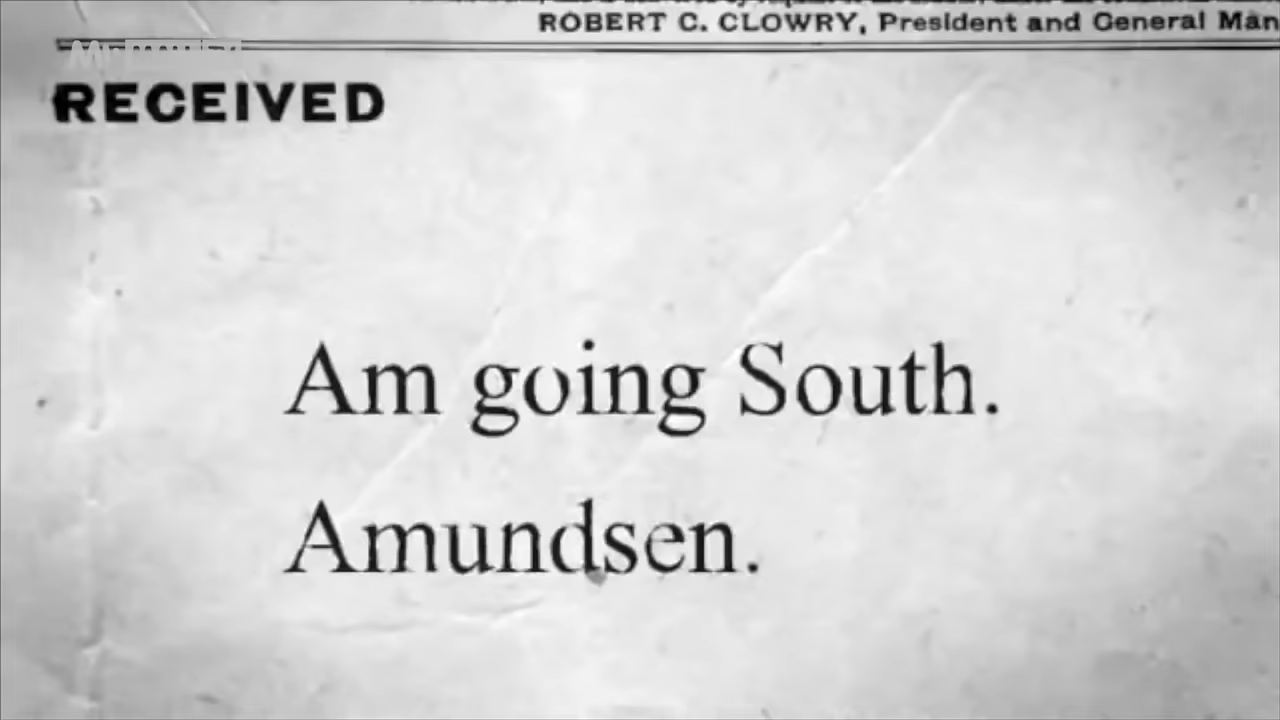 ROBERT C. CLOWRY, President and General Man
RECEIVED
Am going South.
Amundsen.